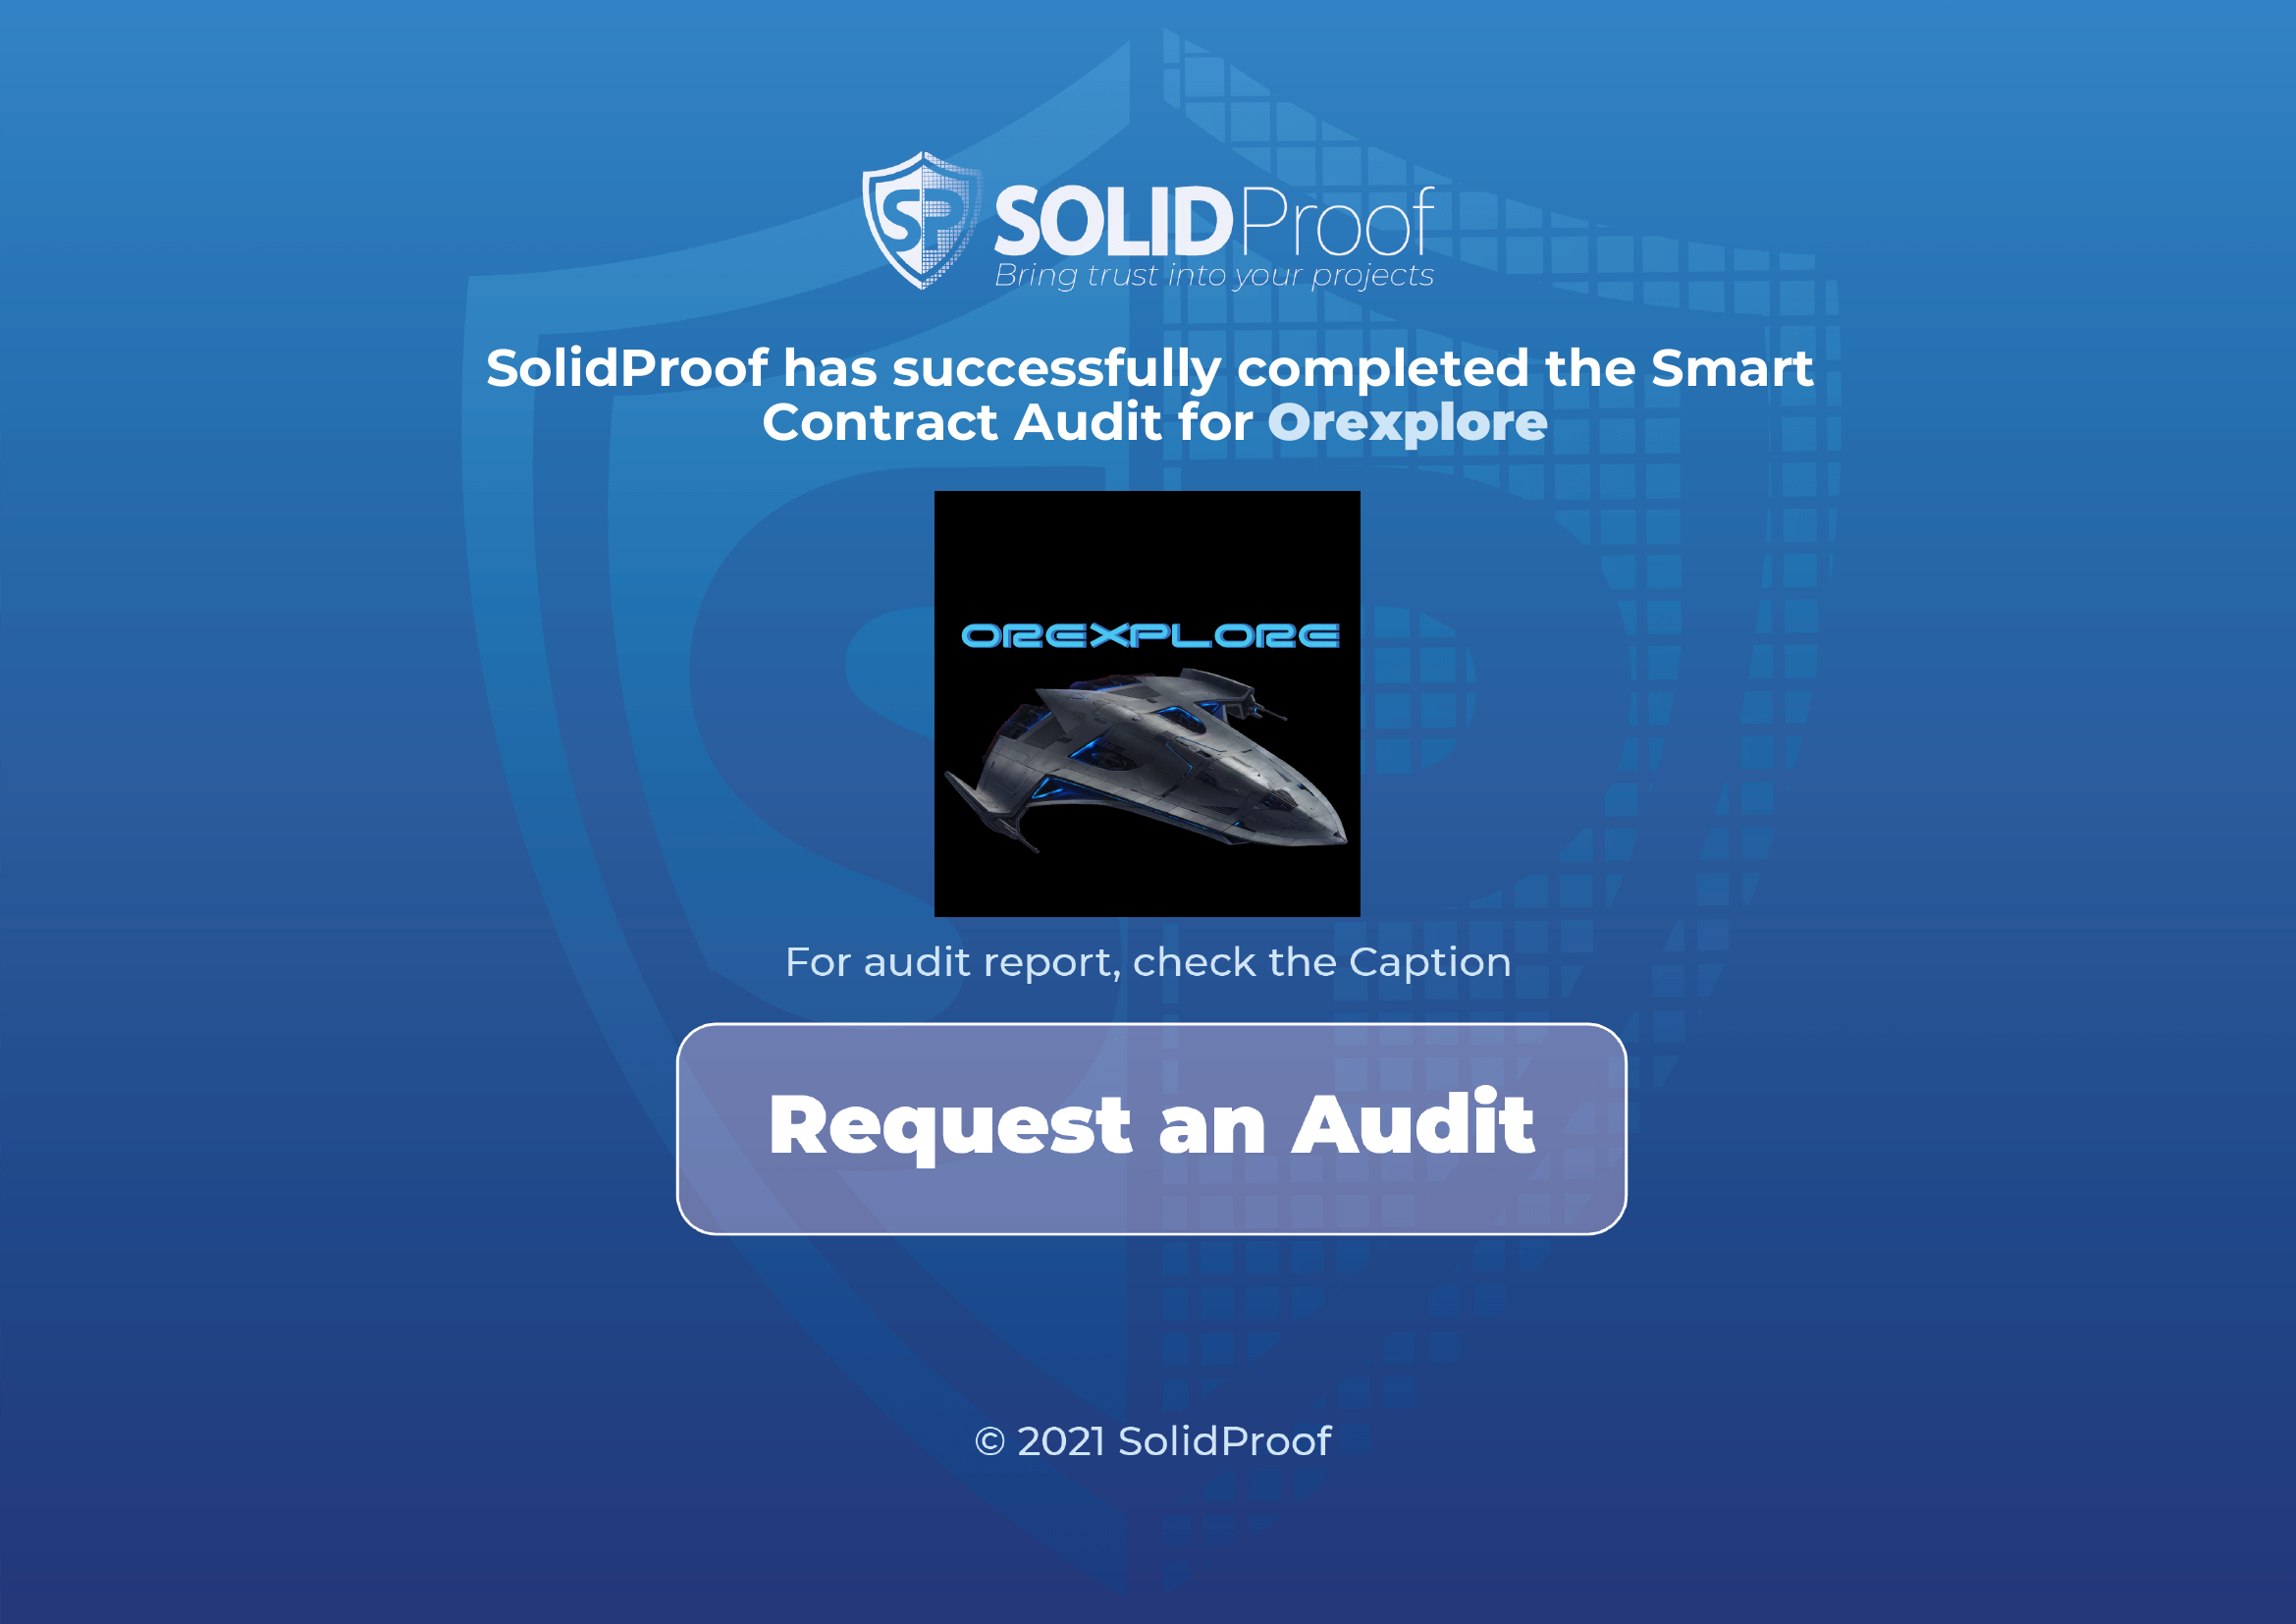 SP SOLIDProof
Bring trust into your projects
SolidProof has successfully completed the Smart
Contract Audit for Orexplore
OREXPLORE
For audit report, check the Caption
Request an Audit
© 2021 SolidProof